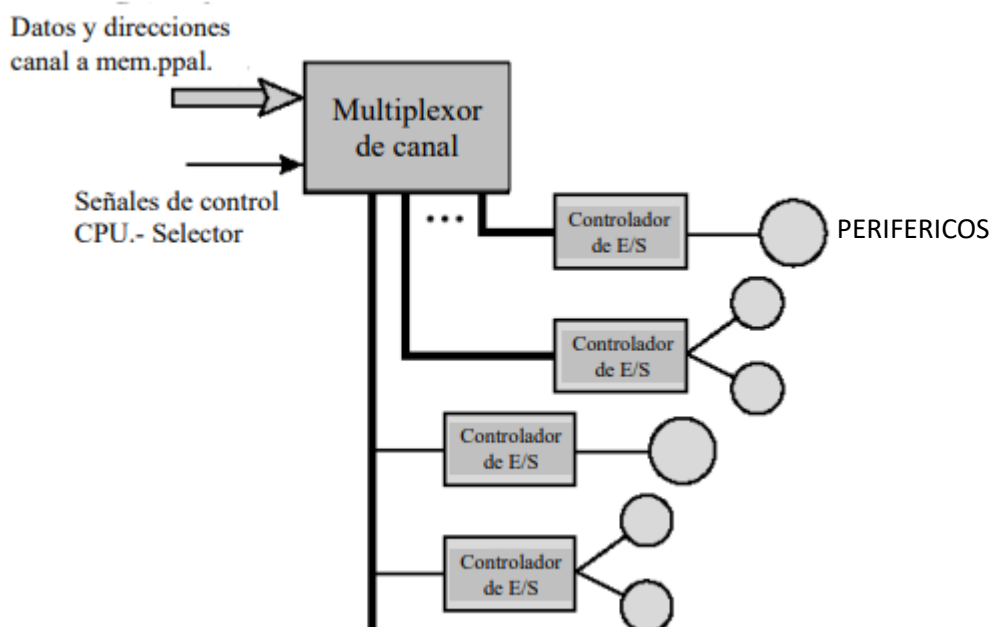 Datos y direcciones
canal a mem.ppal.
Multiplexor
de canal
Señales de control
CPU.- Selector
...
Controlador
de E/S
PERIFERICOS
Controlador
de E/S
Controlador
de E/S
Controlador
de E/S